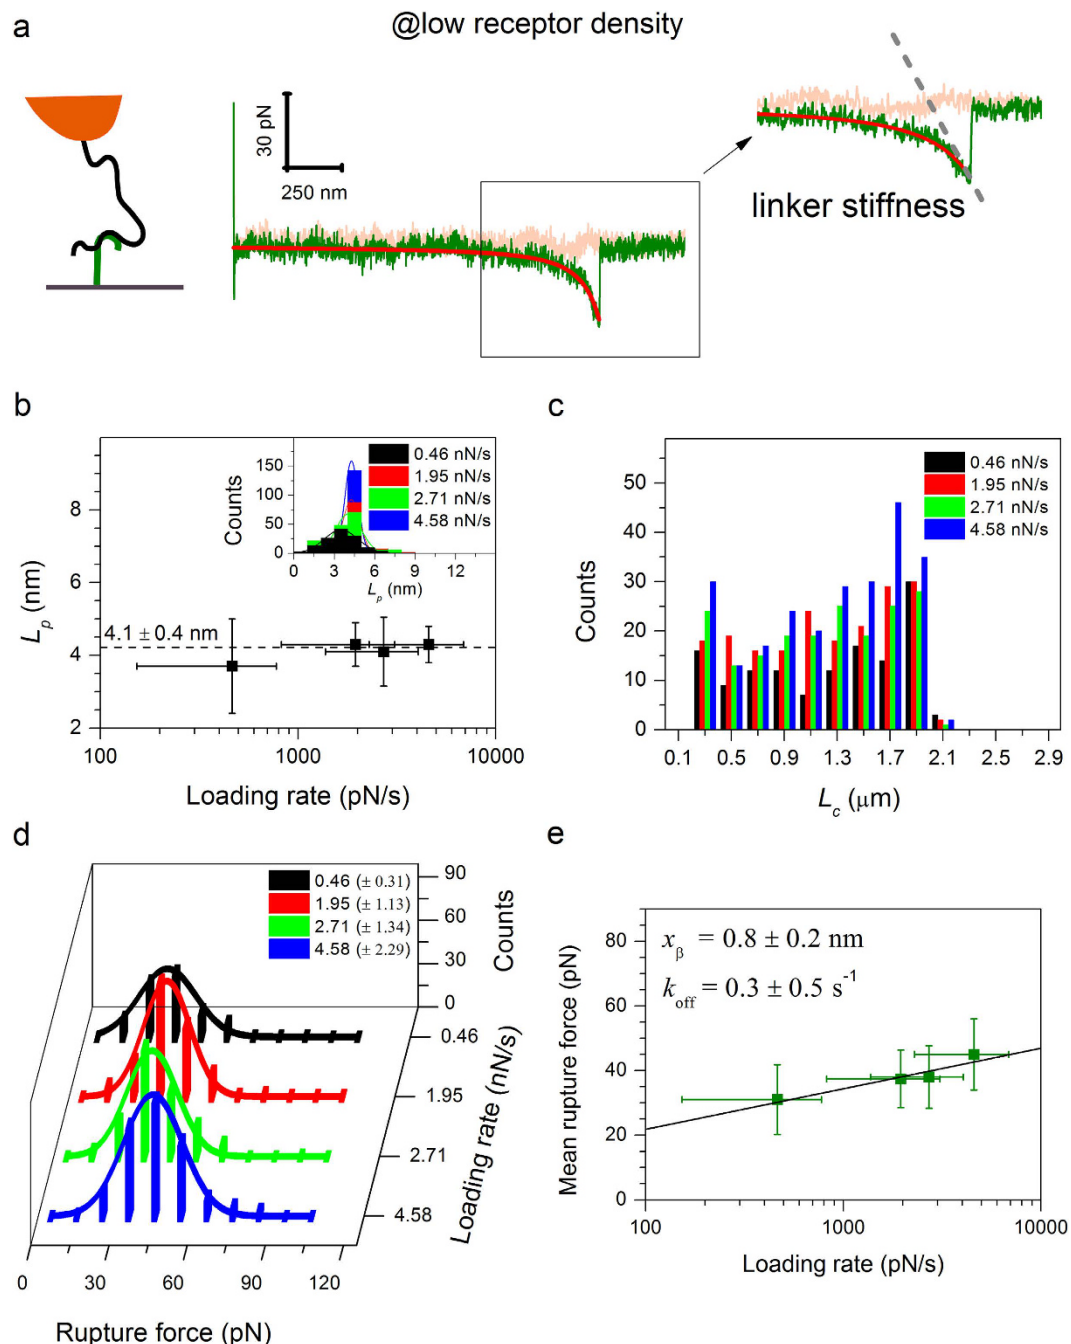 a
@low receptor density
30 pN
250 nm
linker stiffness
b
Lp (nm)
8
6
4
2
4.1 ± 0.4 nm
100
1000
10000
Loading rate (pN/s)
Counts
150
100
50
0
0
3
6
9
12
Lp (nm)
0.46 nN/s
1.95 nN/s
2.71 nN/s
4.58 nN/s
c
Counts
50
40
30
20
10
0
0.46 nN/s
1.95 nN/s
2.71 nN/s
4.58 nN/s
0.1 0.5 0.9 1.3 1.7 2.1 2.5 2.9
Lc (μm)
d
0.46 (± 0.31)
1.95 (± 1.13)
2.71 (± 1.34)
4.58 (± 2.29)
90
60
30
0
Counts
0.46
1.95
2.71
4.58
Loading rate (nN/s)
0 30 60 90 120
Rupture force (pN)
e
Mean rupture force (pN)
80
60
40
20
0
xβ = 0.8 ± 0.2 nm
koff = 0.3 ± 0.5 s-1
100
1000
10000
Loading rate (pN/s)